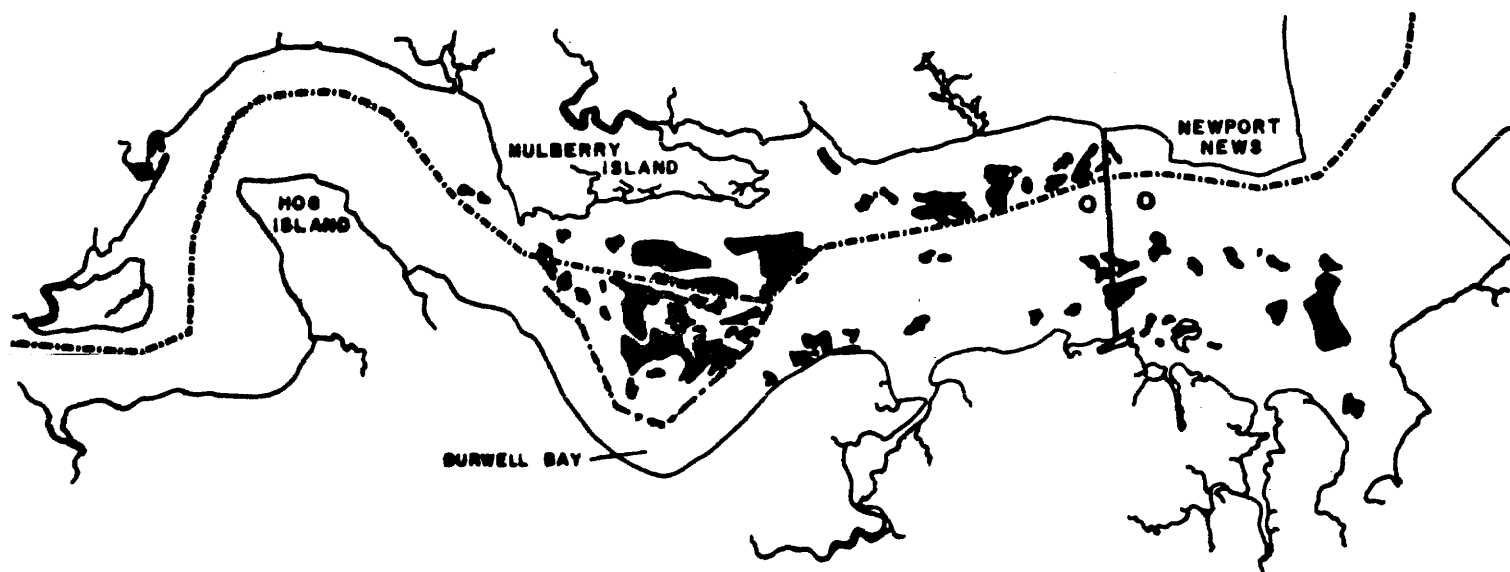 MULBERRY
ISLAND
NEWPORT
NEWS
HOG
ISLAND
BURWELL BAY